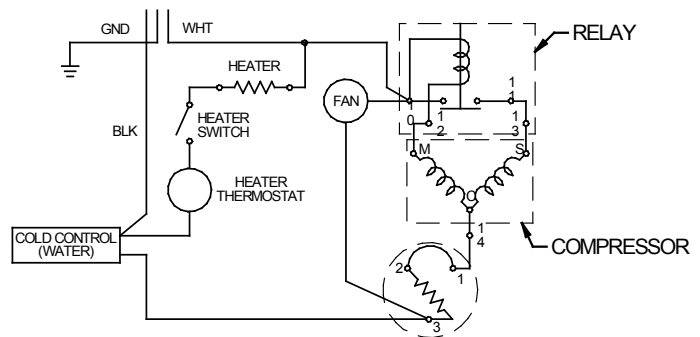 GND
WHT
RELAY
HEATER
FAN
1
1
1
0
1
2
1
3
HEATER
SWITCH
BLK
M
S
HEATER
THERMOSTAT
C
1
4
COLD CONTROL
(WATER)
COMPRESSOR
2
1
3